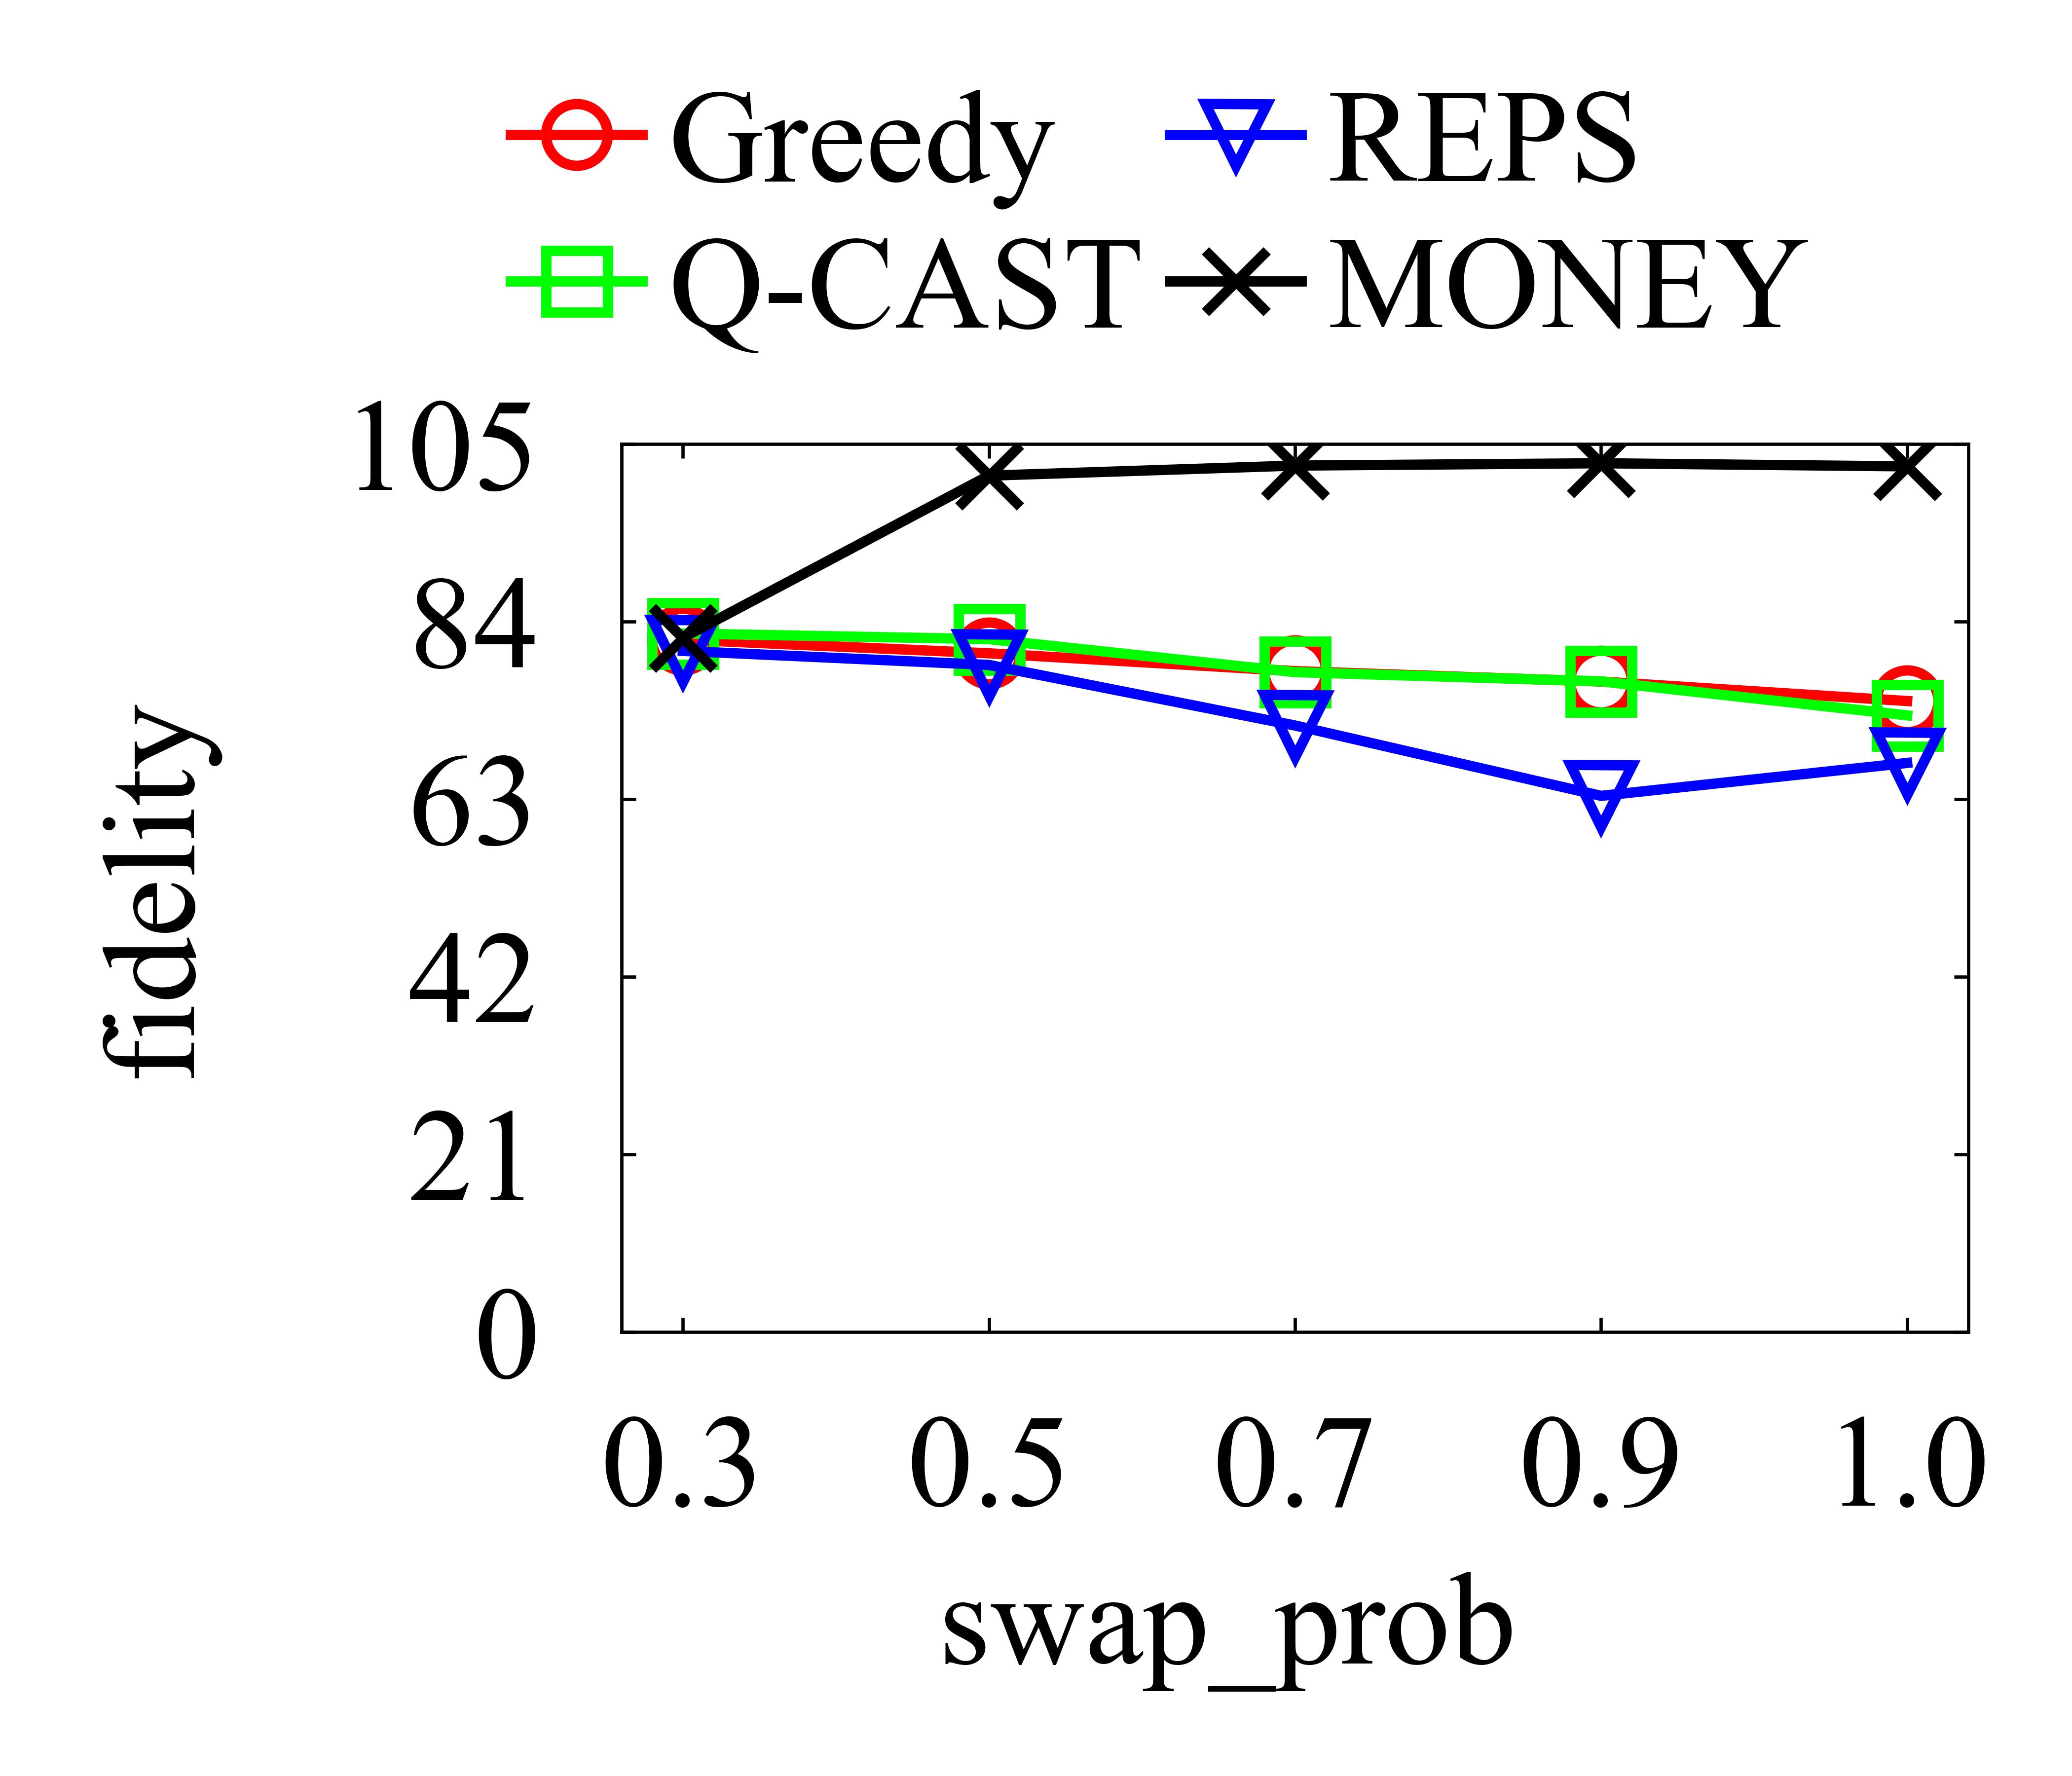 Greedy REPS
Q-CAST MONEY
105
84
63
42
21
0
fidelity
0.3 0.5 0.7 0.9 1.0
swap_prob